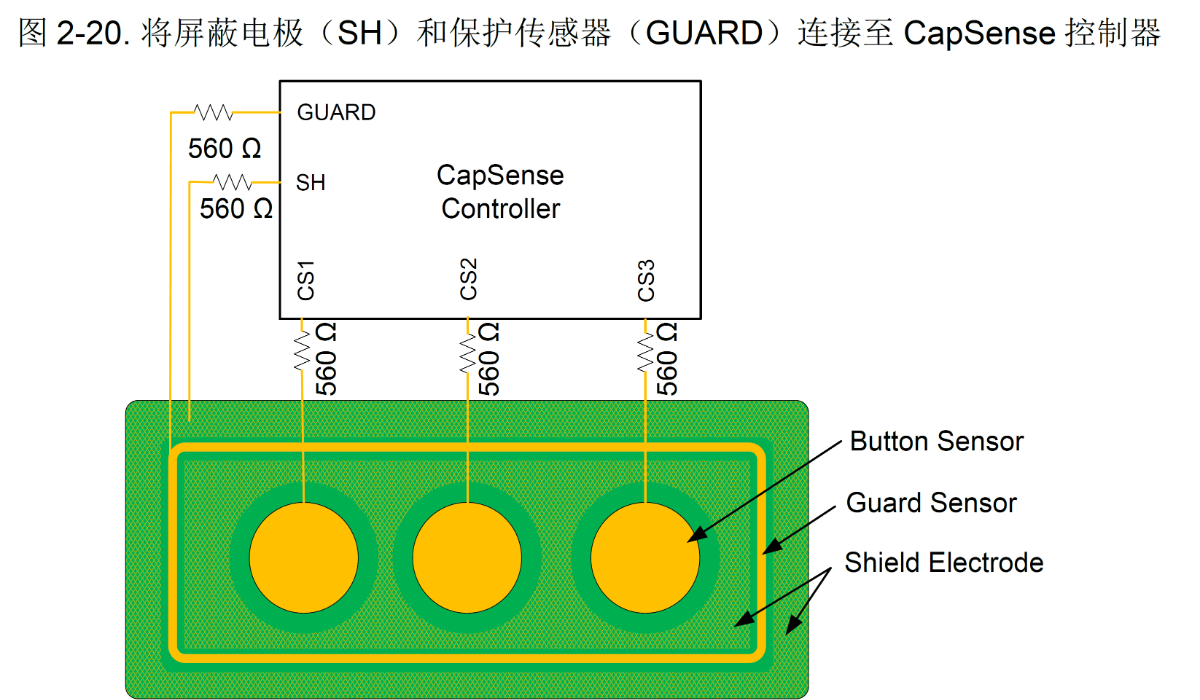 图 2-20. 将屏蔽电极（SH）和保护传感器（GUARD）连接至 CapSense 控制器
GUARD
560 Ω
SH
560 Ω
CapSense
Controller
CS1
CS2
CS3
560 Ω
560 Ω
560 Ω
Button Sensor
Guard Sensor
Shield Electrode